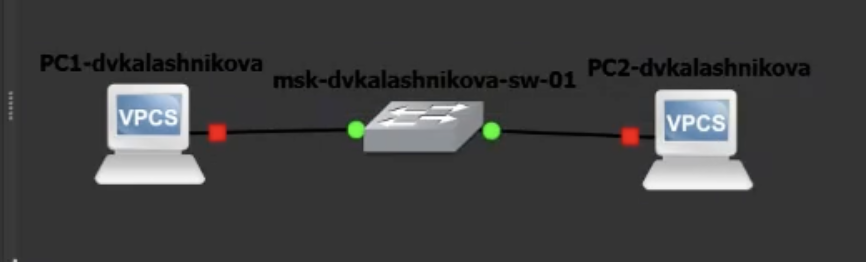 PC1-dvkalashnikova
msk-dvkalashnikova-sw-01
PC2-dvkalashnikova
VPCS
VPCS